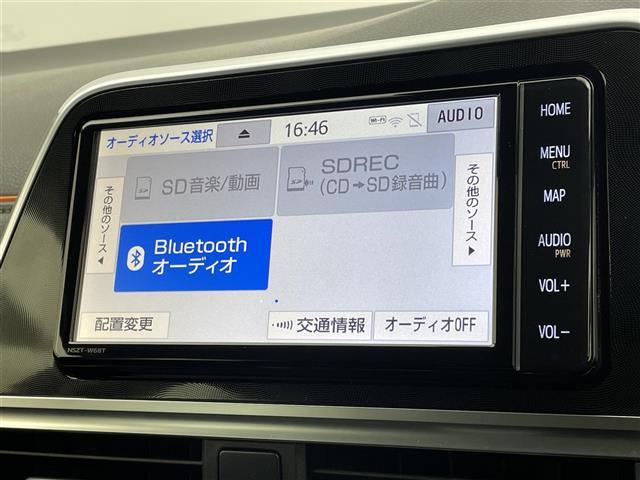 オーディオソース選択
16:46
Wi-Fi
AUDIO
その他のソース
SD音楽/動画
SDREC
(CD➡SD録音曲)
その他のソース
Bluetooth
オーディオ
配置変更
交通情報
オーディオOFF
NSZT-W68T
HOME
MENU
CTRL
MAP
AUDIO
PWR
VOL+
VOL-